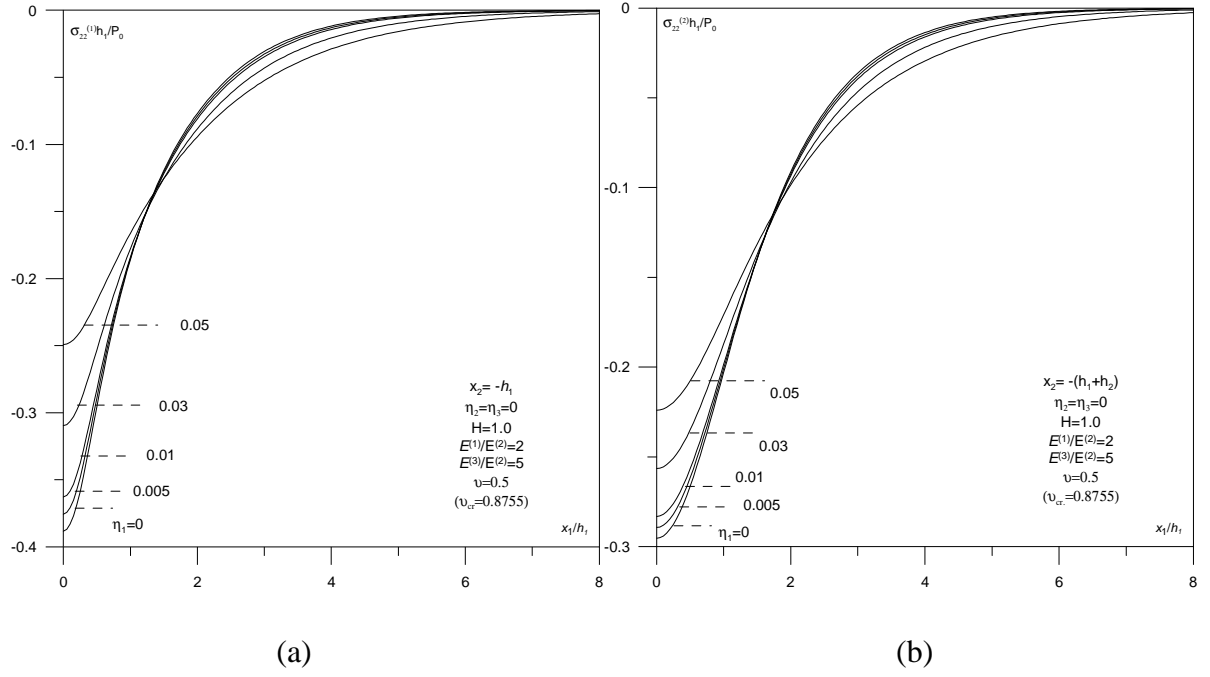 0
σ₂₂⁽¹⁾h₁/P₀
-0.1
-0.2
-0.3
-0.4
0.05
0.03
0.01
0.005
η₁=0
x₂= -h₁
η₂=η₃=0
H=1.0
E⁽¹⁾/E⁽²⁾=2
E⁽³⁾/E⁽²⁾=5
υ=0.5
(υcr=0.8755)
x₁/h₁
0 2 4 6 8
(a)
0
σ₂₂⁽²⁾h₁/P₀
-0.1
-0.2
-0.3
0.05
0.03
0.01
0.005
η₁=0
x₂= -(h₁+h₂)
η₂=η₃=0
H=1.0
E⁽¹⁾/E⁽²⁾=2
E⁽³⁾/E⁽²⁾=5
υ=0.5
(υcr.=0.8755)
x₁/h₁
0 2 4 6 8
(b)